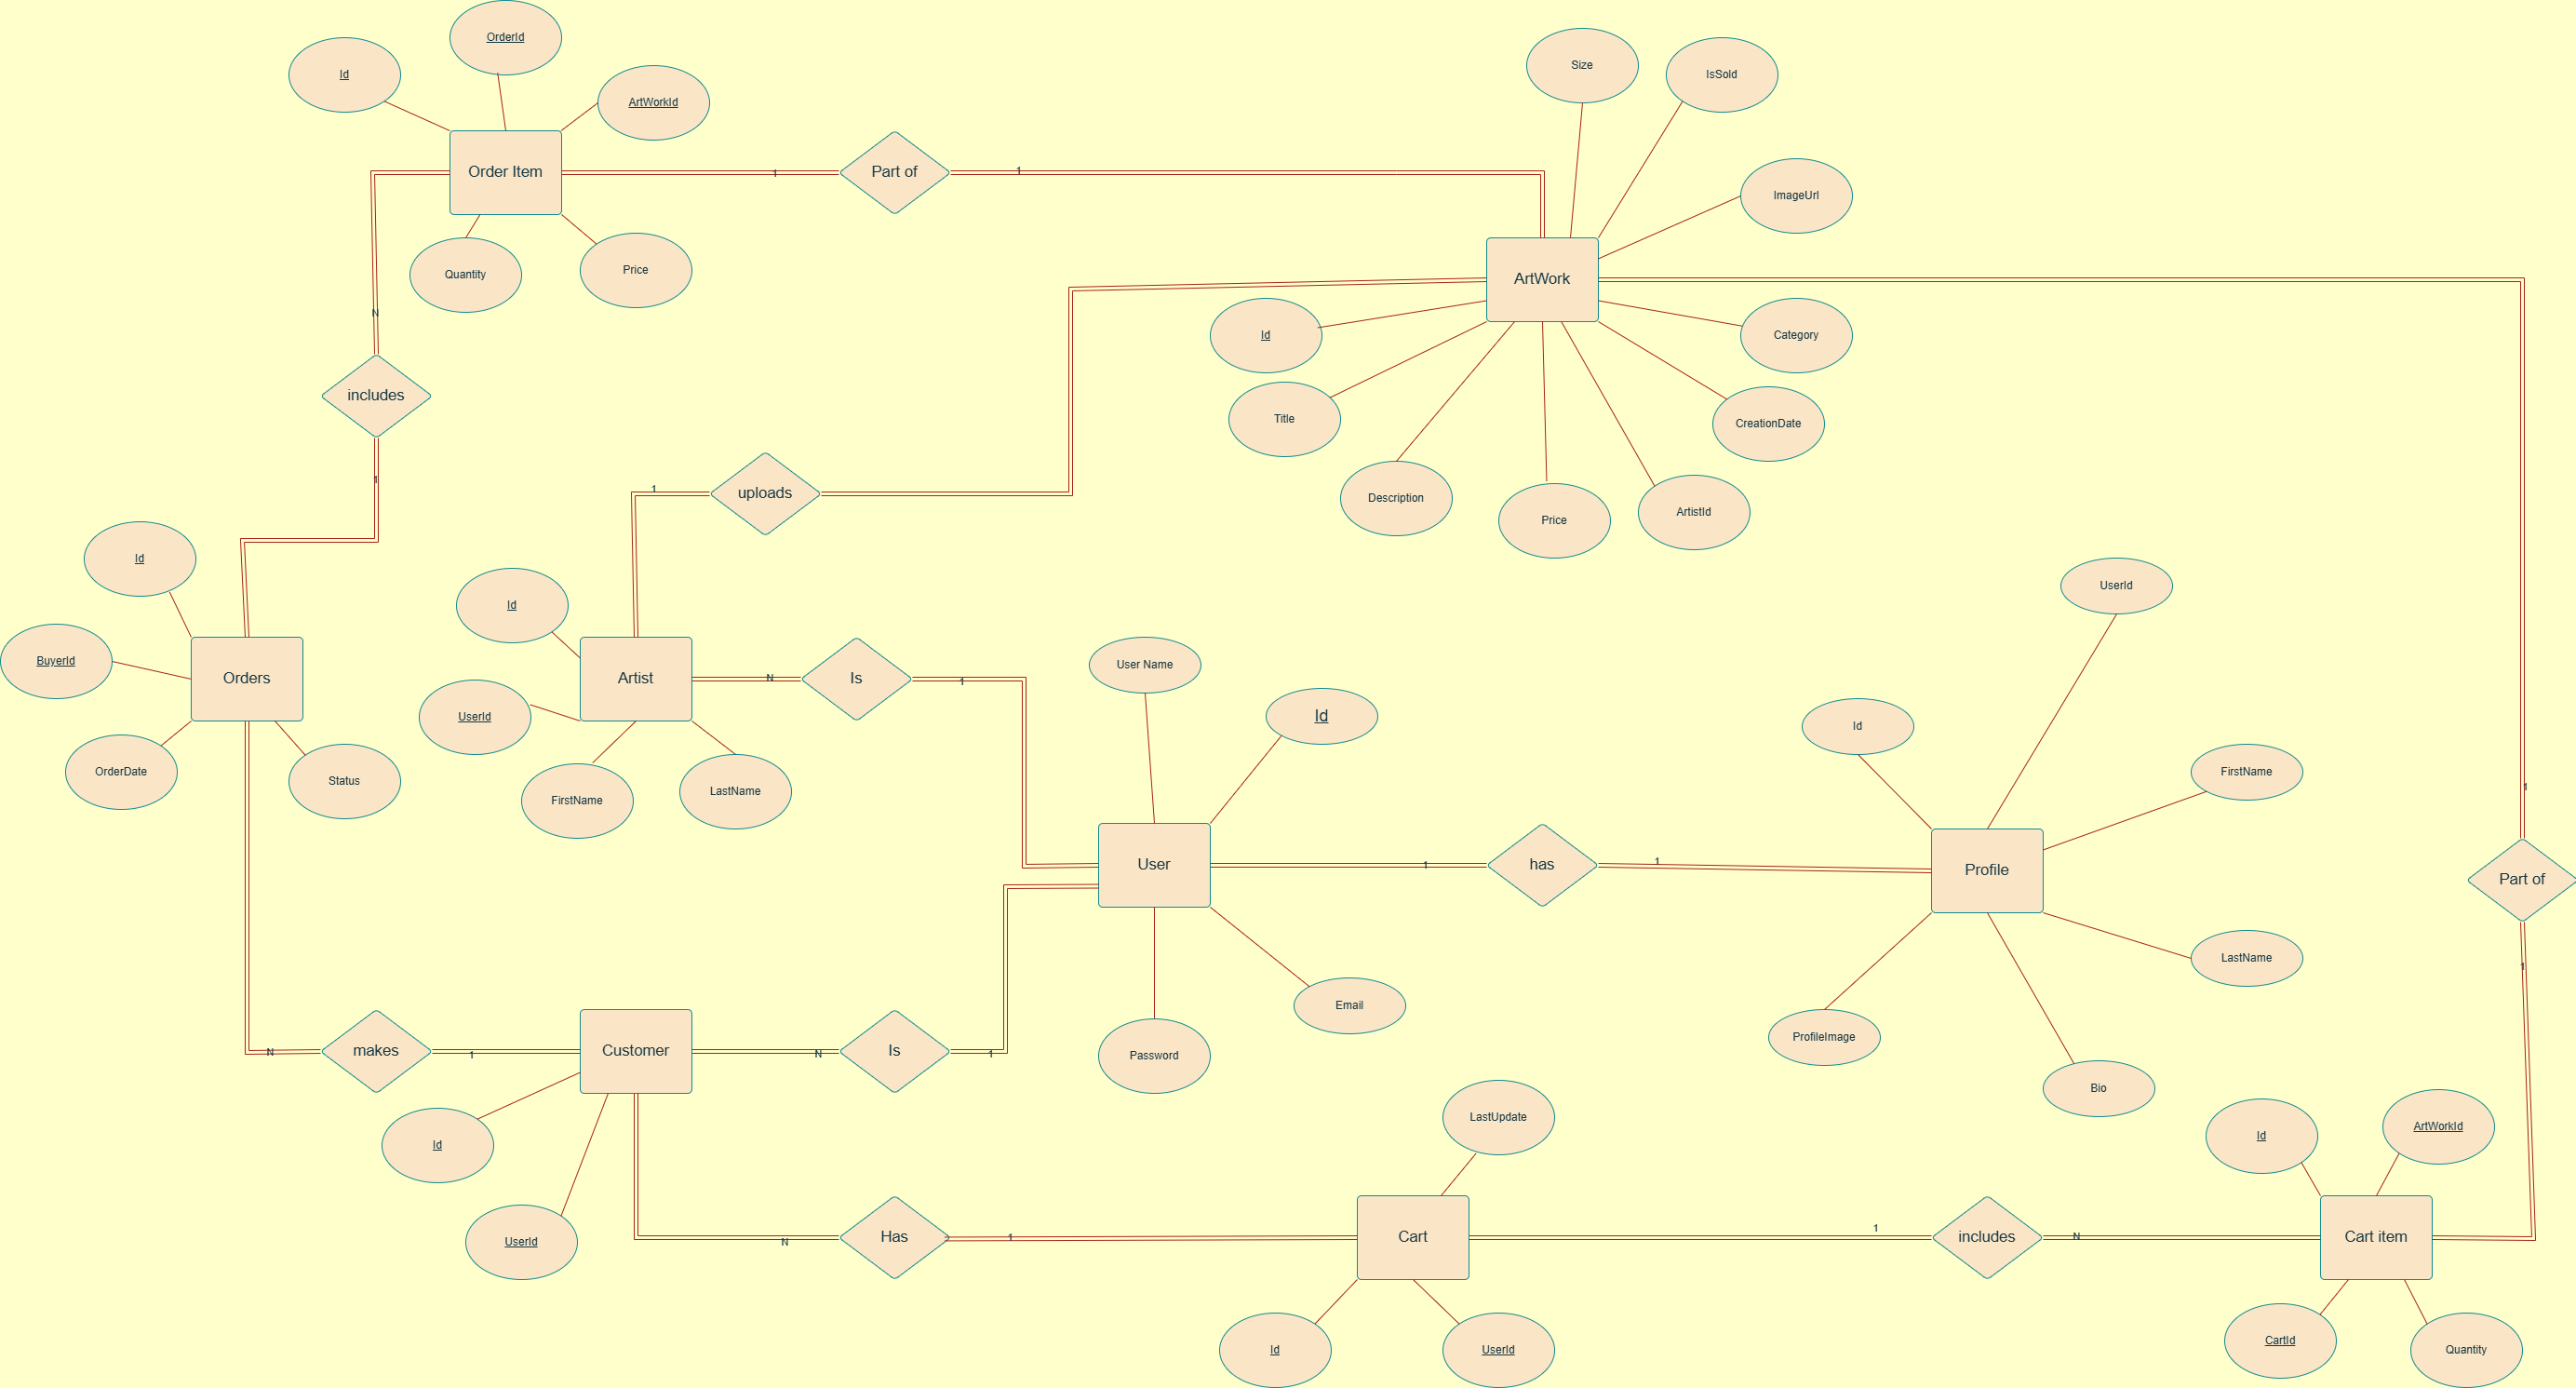 OrderId
Id
ArtWorkId
Order Item
Quantity
Price
1
Part of
1
Size
IsSold
ImageUrl
ArtWork
Id
Category
Title
CreationDate
Description
Price
ArtistId
N
includes
1
1
uploads
Id
BuyerId
Orders
OrderDate
Status
Id
UserId
Artist
FirstName
LastName
N
Is
1
User Name
Id
User
Password
Email
1
has
1
UserId
Id
FirstName
Profile
LastName
ProfileImage
Bio
1
Part of
1
N
makes
1
Customer
N
Is
1
Id
UserId
N
Has
1
LastUpdate
Cart
Id
UserId
1
includes
N
Id
ArtWorkId
Cart item
CartId
Quantity